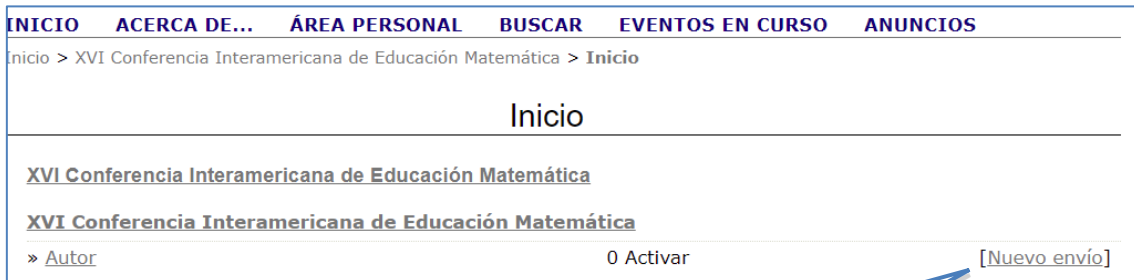 INICIO ACERCA DE... ÁREA PERSONAL BUSCAR EVENTOS EN CURSO ANUNCIOS
Inicio > XVI Conferencia Interamericana de Educación Matemática > Inicio
Inicio
XVI Conferencia Interamericana de Educación Matemática
XVI Conferencia Interamericana de Educación Matemática
» Autor 0 Activar [Nuevo envío]